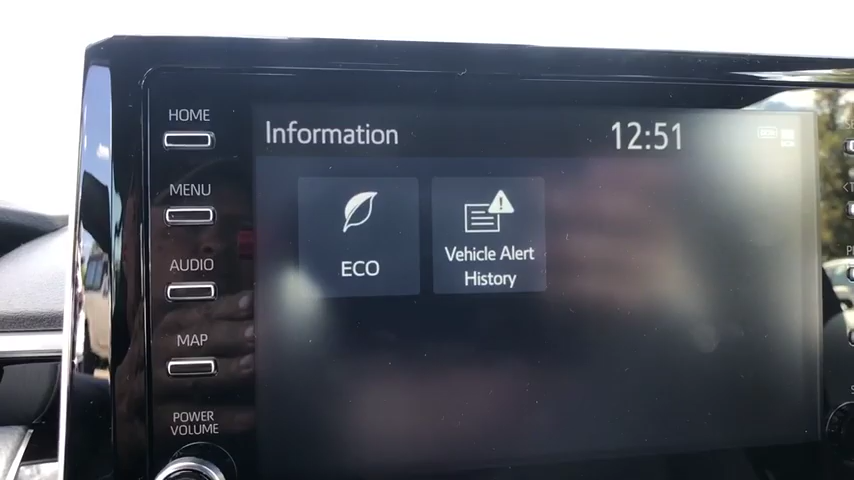 HOME
Information
12:51
MENU
AUDIO
ECO
Vehicle Alert
History
MAP
POWER
VOLUME